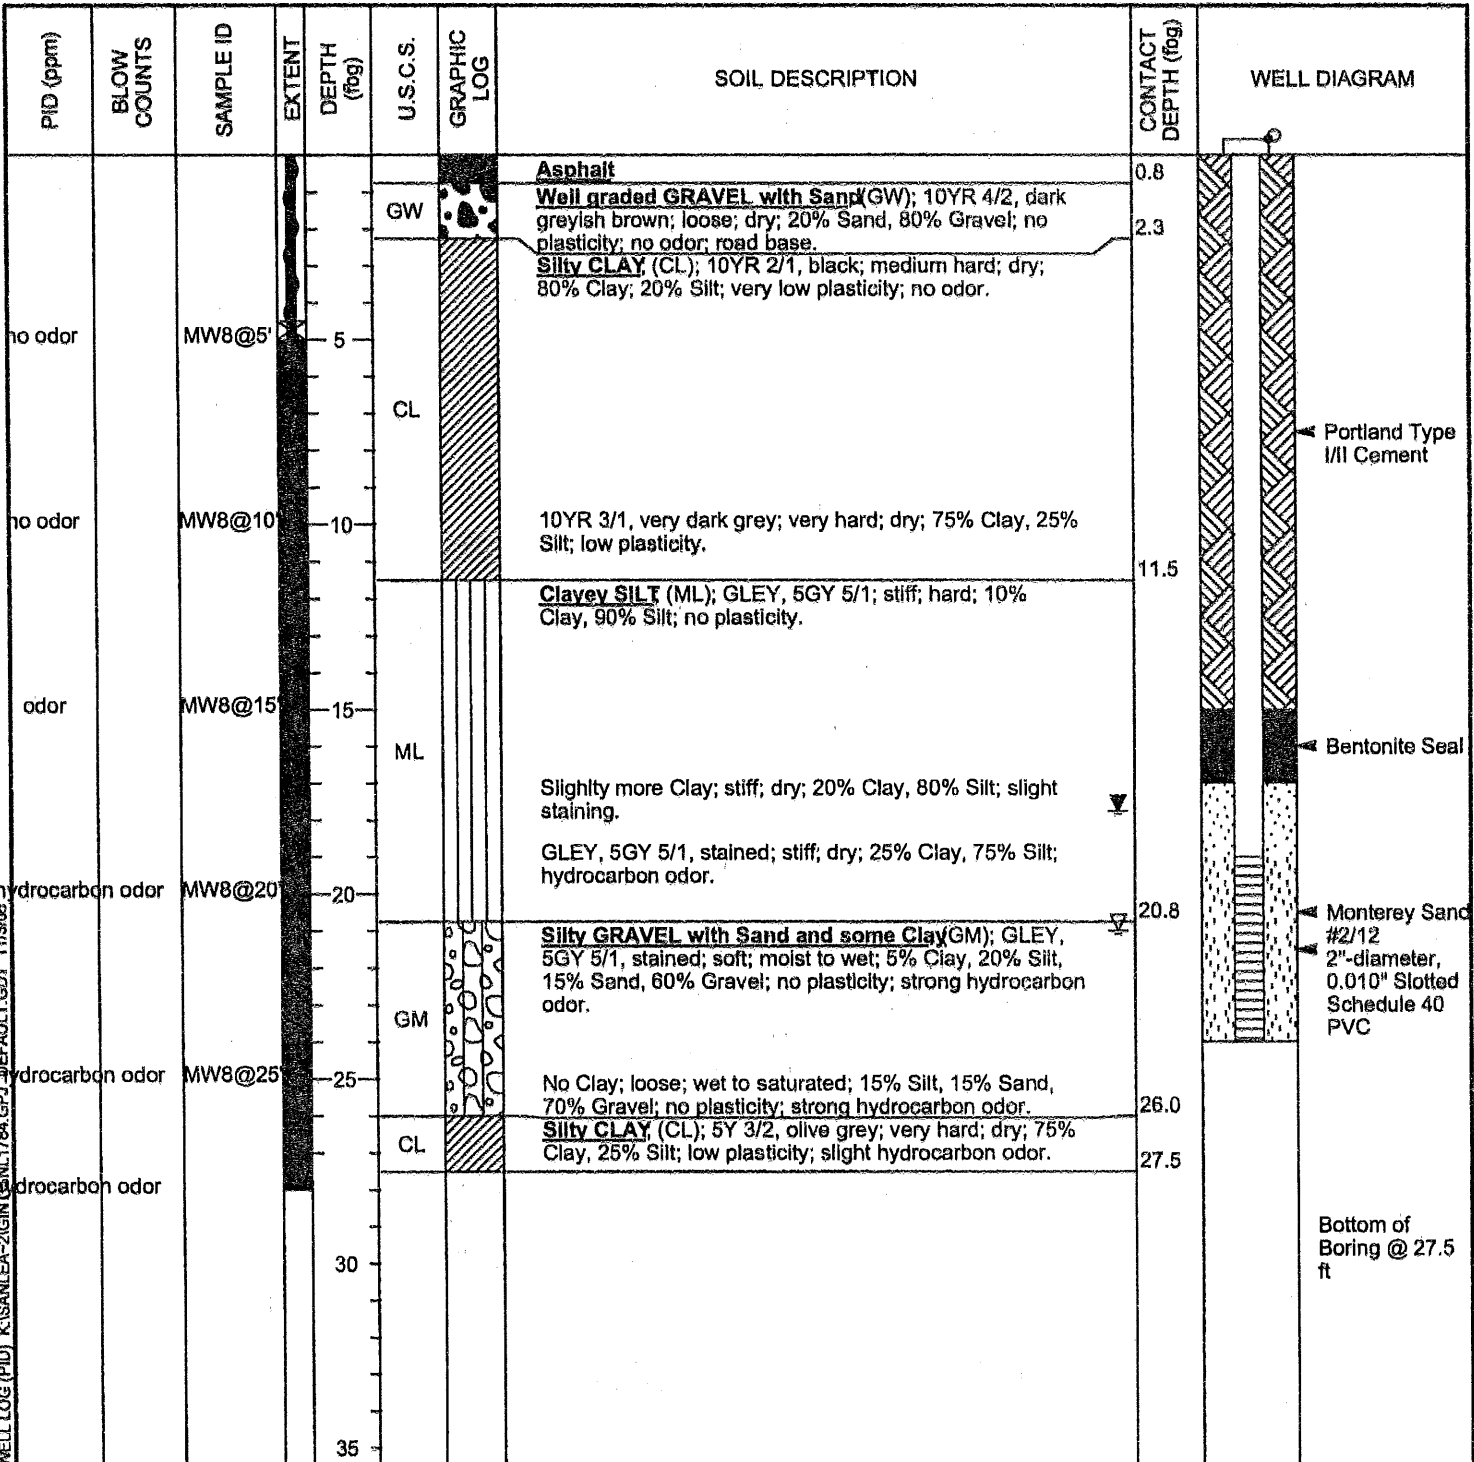 PID (ppm)
BLOW
COUNTS
SAMPLE ID
EXTENT
DEPTH
(fbg)
U.S.C.S.
GRAPHIC
LOG
SOIL DESCRIPTION
CONTACT
DEPTH (fbg)
WELL DIAGRAM
Asphalt
0.8
GW
Well graded GRAVEL with Sand(GW); 10YR 4/2, dark
greyish brown; loose; dry; 20% Sand, 80% Gravel; no
plasticity; no odor; road base.
2.3
Silty CLAY, (CL); 10YR 2/1, black; medium hard; dry;
80% Clay; 20% Silt; very low plasticity; no odor.
no odor
MW8@5'
5
CL
Portland Type
I/II Cement
no odor
MW8@10'
10
10YR 3/1, very dark grey; very hard; dry; 75% Clay, 25%
Silt; low plasticity.
11.5
Clayey SILT, (ML); GLEY, 5GY 5/1; stiff; hard; 10%
Clay, 90% Silt; no plasticity.
odor
MW8@15'
15
ML
Bentonite Seal
Slighlty more Clay; stiff; dry; 20% Clay, 80% Silt; slight
staining.
GLEY, 5GY 5/1, stained; stiff; dry; 25% Clay, 75% Silt;
hydrocarbon odor.
hydrocarbon odor
MW8@20'
20
20.8
Monterey Sand
#2/12
2"-diameter,
0.010" Slotted
Schedule 40
PVC
Silty GRAVEL with Sand and some Clay(GM); GLEY,
5GY 5/1, stained; soft; moist to wet; 5% Clay, 20% Silt,
15% Sand, 60% Gravel; no plasticity; strong hydrocarbon
odor.
GM
ydrocarbon odor
MW8@25'
25
No Clay; loose; wet to saturated; 15% Silt, 15% Sand,
70% Gravel; no plasticity; strong hydrocarbon odor.
26.0
CL
Silty CLAY, (CL); 5Y 3/2, olive grey; very hard; dry; 75%
Clay, 25% Silt; low plasticity; slight hydrocarbon odor.
27.5
ydrocarbon odor
Bottom of
Boring @ 27.5
ft
30
35
WELL LOG (PID) DEFAULT.GDT